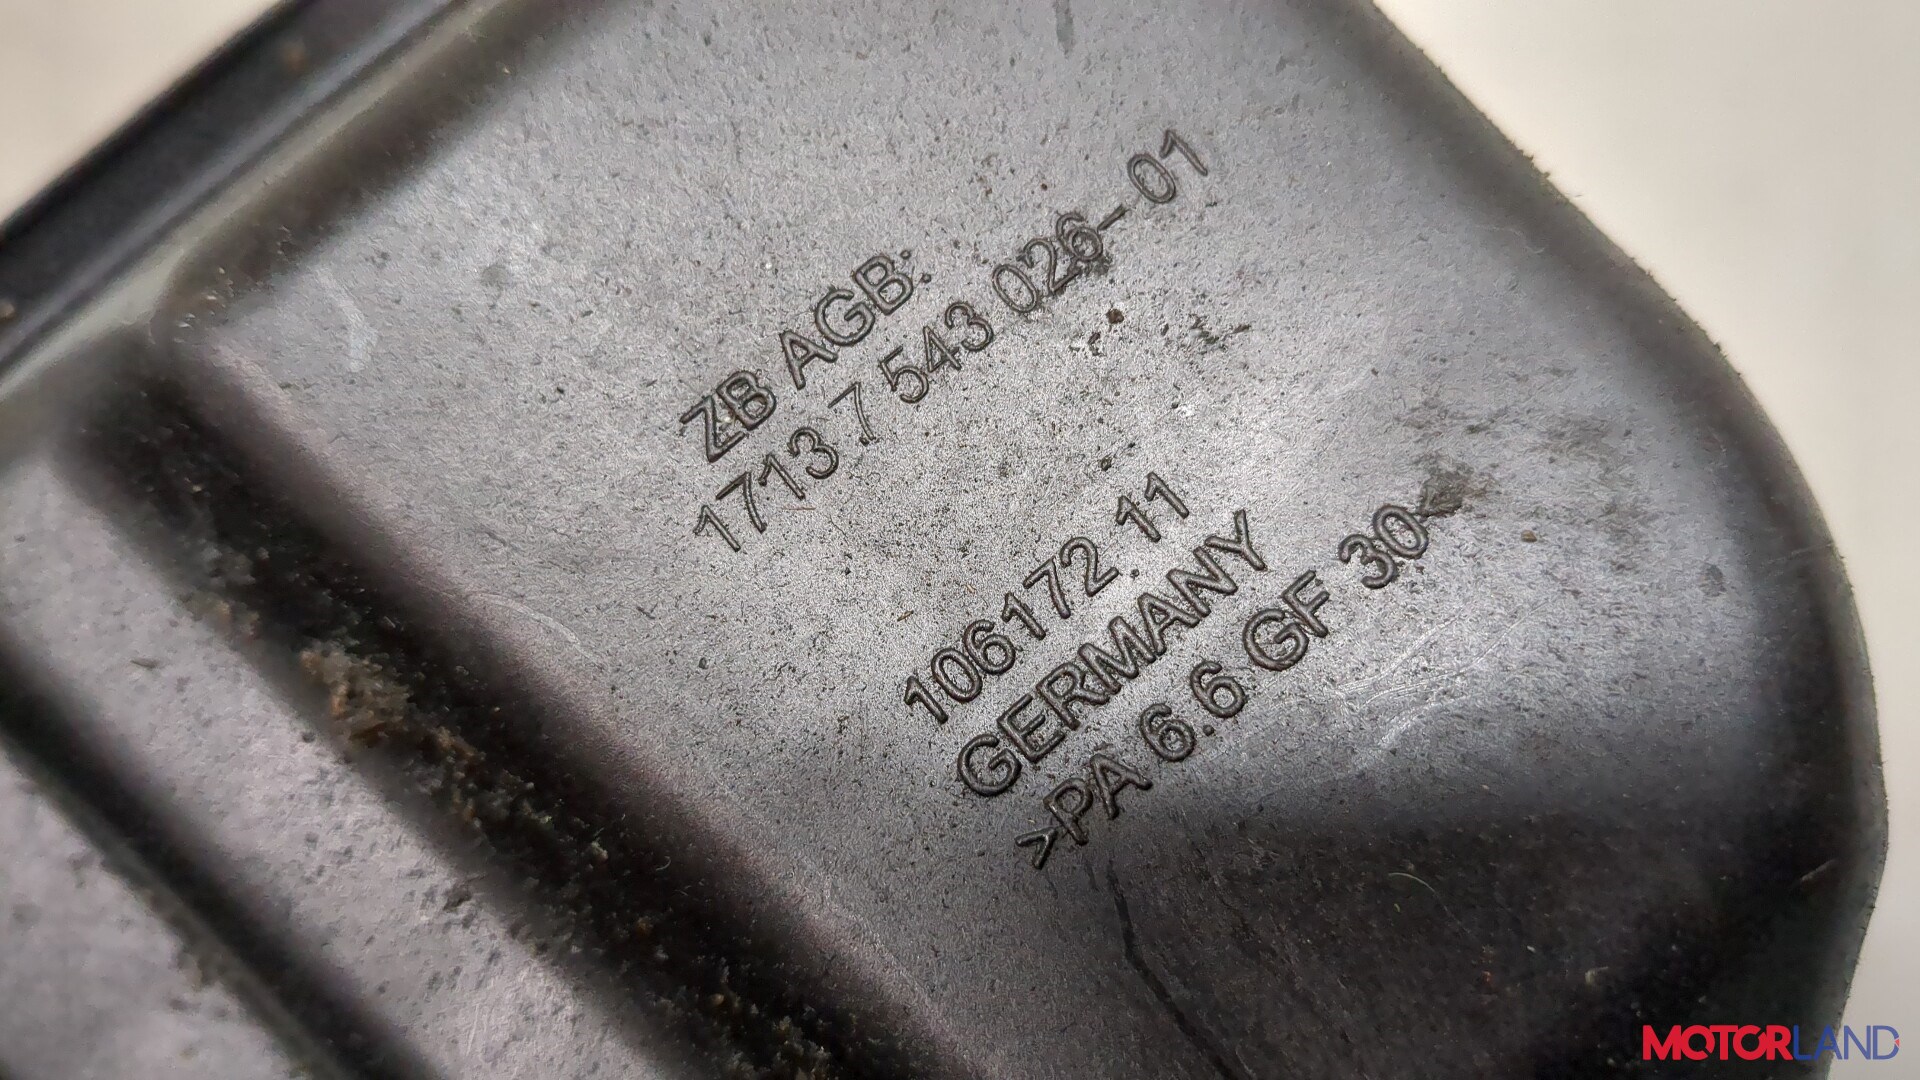 ZB AGB:
1713 7 543 026-01
106172 11
GERMANY
>PA 6.6 GF 30<
MOTORLAND